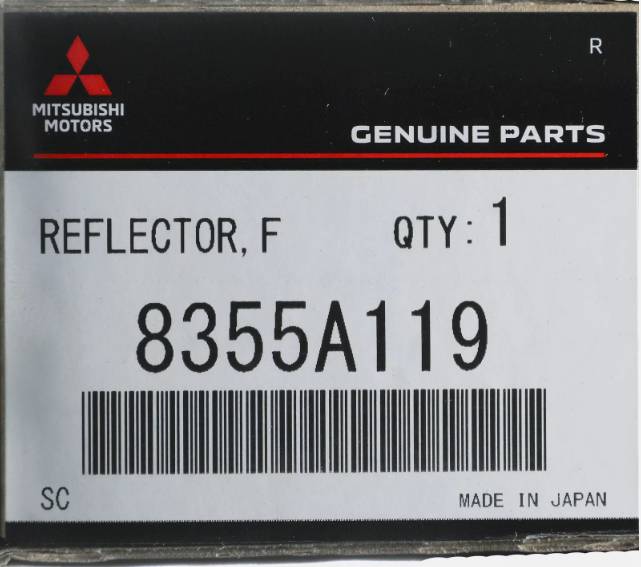 R
MITSUBISHI
MOTORS
GENUINE PARTS
REFLECTOR, F QTY: 1
8355A119
SC MADE IN JAPAN